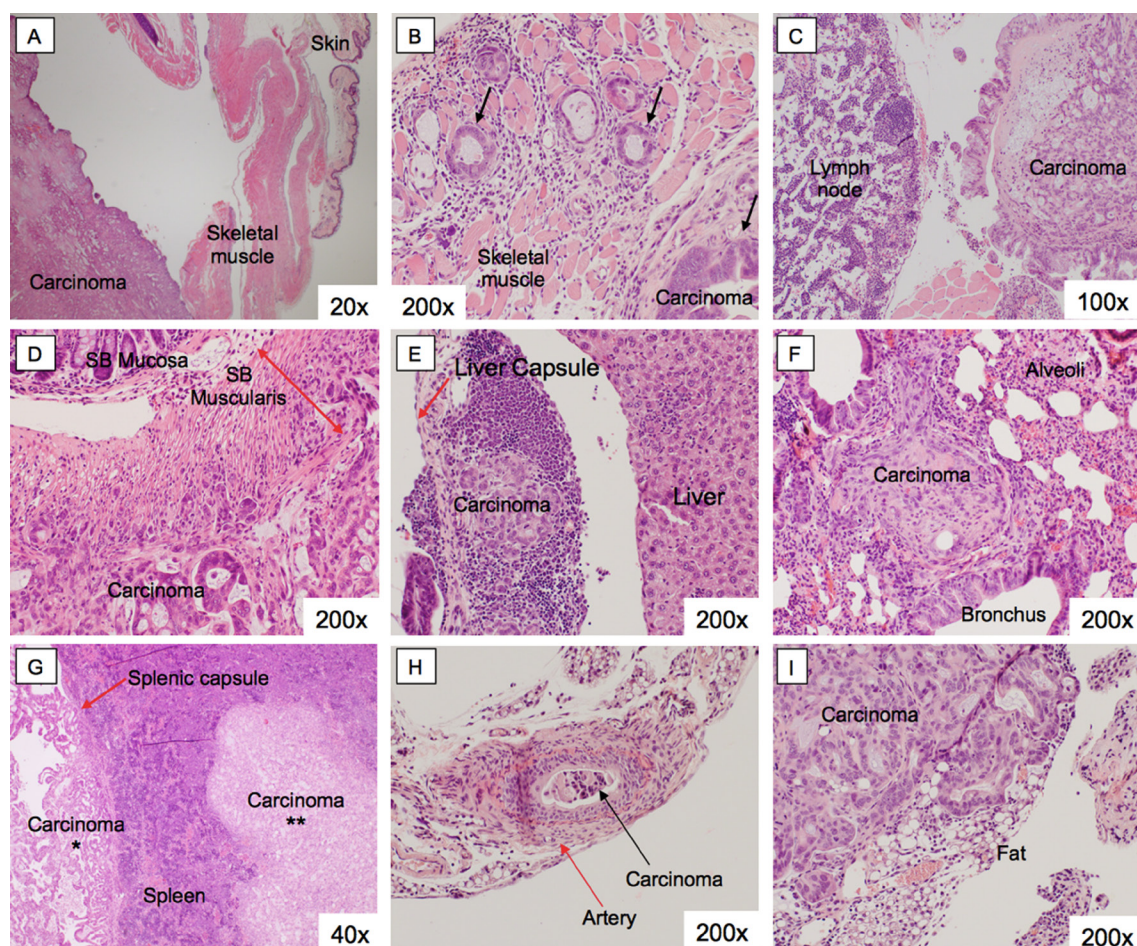 A
Skin
Skeletal
muscle
Carcinoma
20x
B
Skeletal
muscle
Carcinoma
200x
C
Lymph
node
Carcinoma
100x
D
SB Mucosa
SB
Muscularis
Carcinoma
200x
E
Liver Capsule
Carcinoma
Liver
200x
F
Alveoli
Carcinoma
Bronchus
200x
G
Splenic capsule
Carcinoma
*
Carcinoma
**
Spleen
40x
H
Carcinoma
Artery
200x
I
Carcinoma
Fat
200x